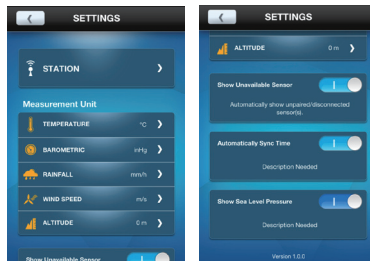 SETTINGS
STATION
Measurement Unit
TEMPERATURE °C
BAROMETRIC inHg
RAINFALL mm/h
WIND SPEED m/s
ALTITUDE 0 m
Show Unavailable Sensor
SETTINGS
ALTITUDE 0 m
Show Unavailable Sensor
Automatically show unpaired/disconnected
sensor(s).
Automatically Sync Time
Description Needed
Show Sea Level Pressure
Description Needed
Version 1.0.0